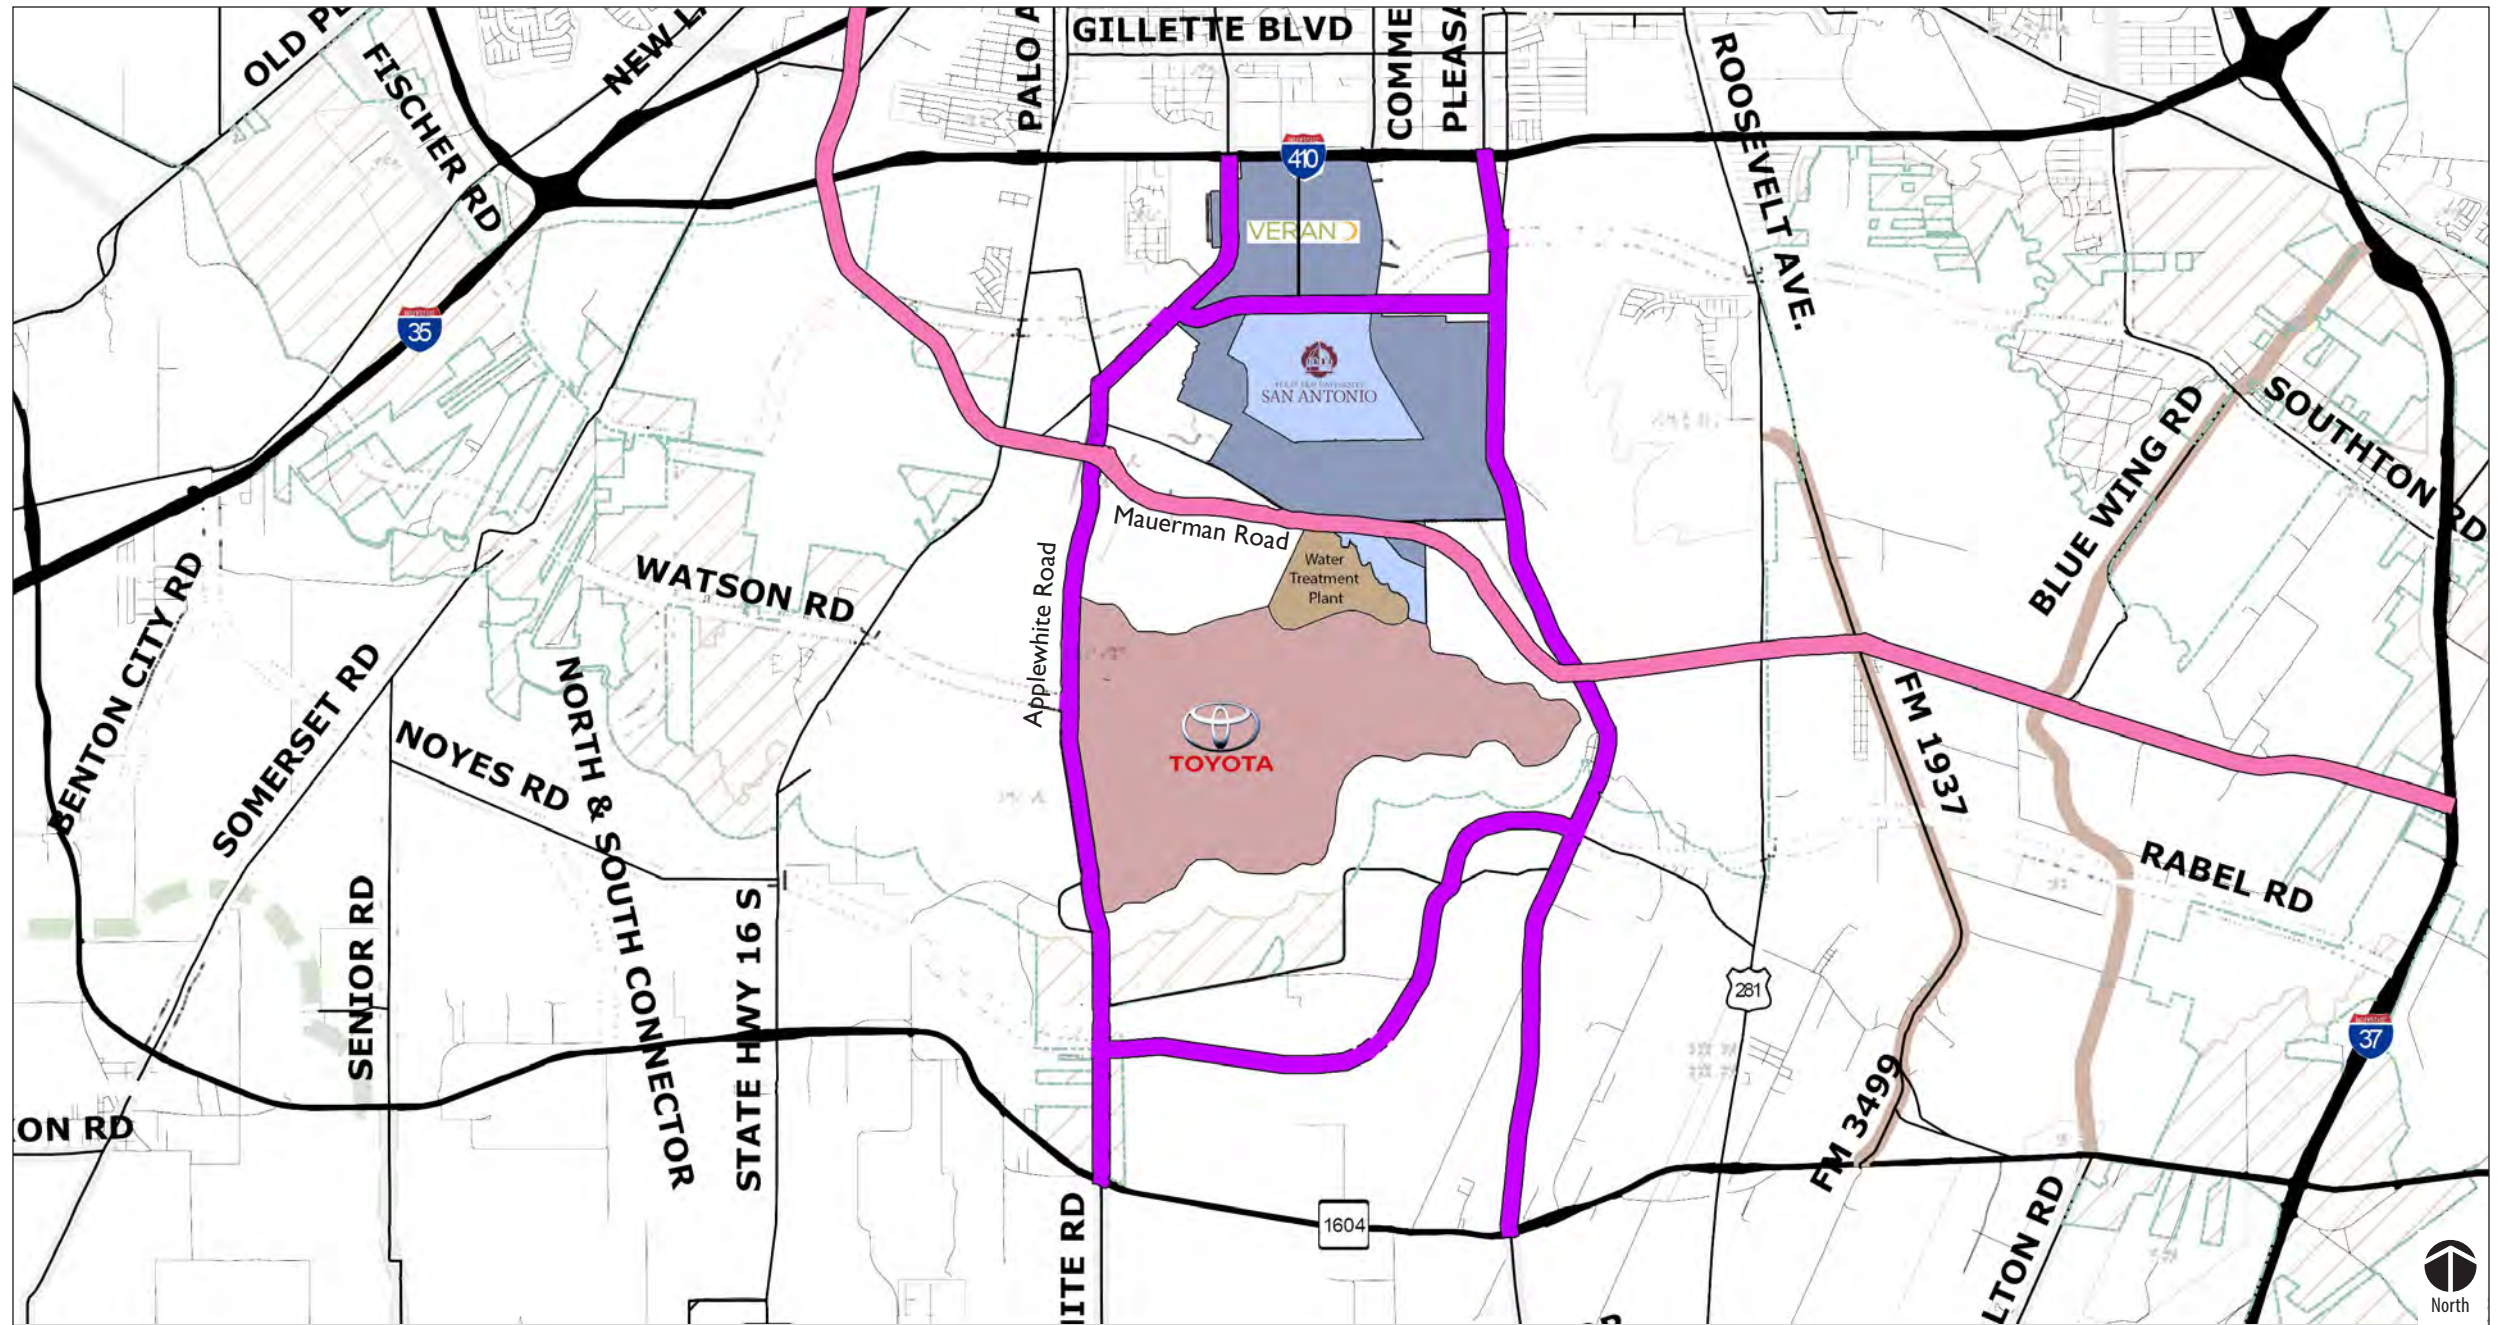 GILLETTE BLVD
FISCHER RD
PALO A
COMME
PLEASA
ROOSEVELT AVE.
410
VERANO
35
SAN ANTONIO
SOUTHTON RD
BLUE WING RD
Mauerman Road
Water
Treatment
Plant
WATSON RD
Applewhite Road
BENTON CITY RD
SOMERSET RD
NOYES RD
NORTH & SOUTH CONNECTOR
TOYOTA
FM 1937
RABEL RD
SENIOR RD
STATE HWY 16 S
281
37
FM 3499
ON RD
1604
HITE RD
LTON RD
North